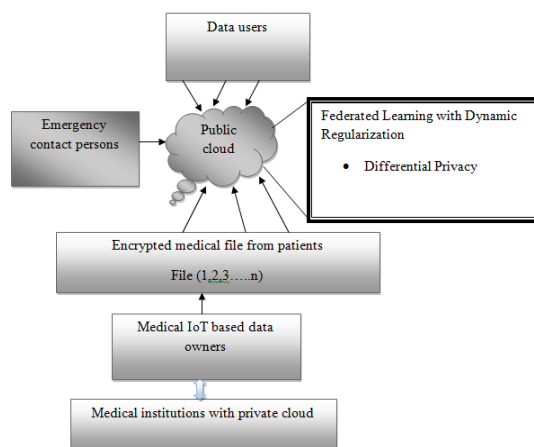 Data users
Emergency
contact persons
Public
cloud
Federated Learning with Dynamic
Regularization
• Differential Privacy
Encrypted medical file from patients
File (1,2,3…..n)
Medical IoT based data
owners
Medical institutions with private cloud